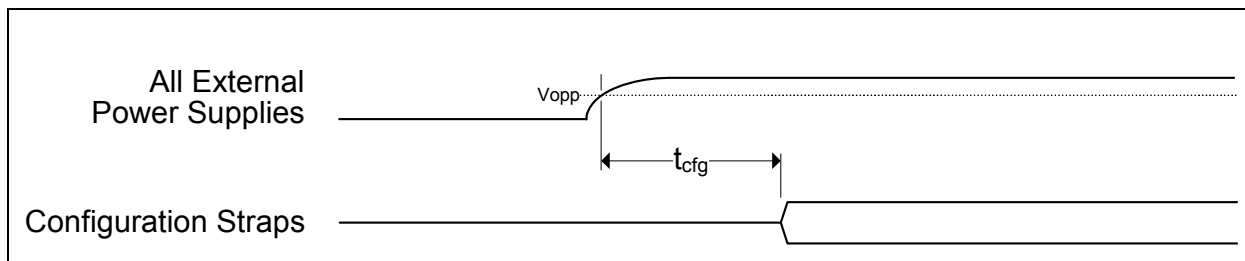 All External
Power Supplies
Vopp
tcfg
Configuration Straps